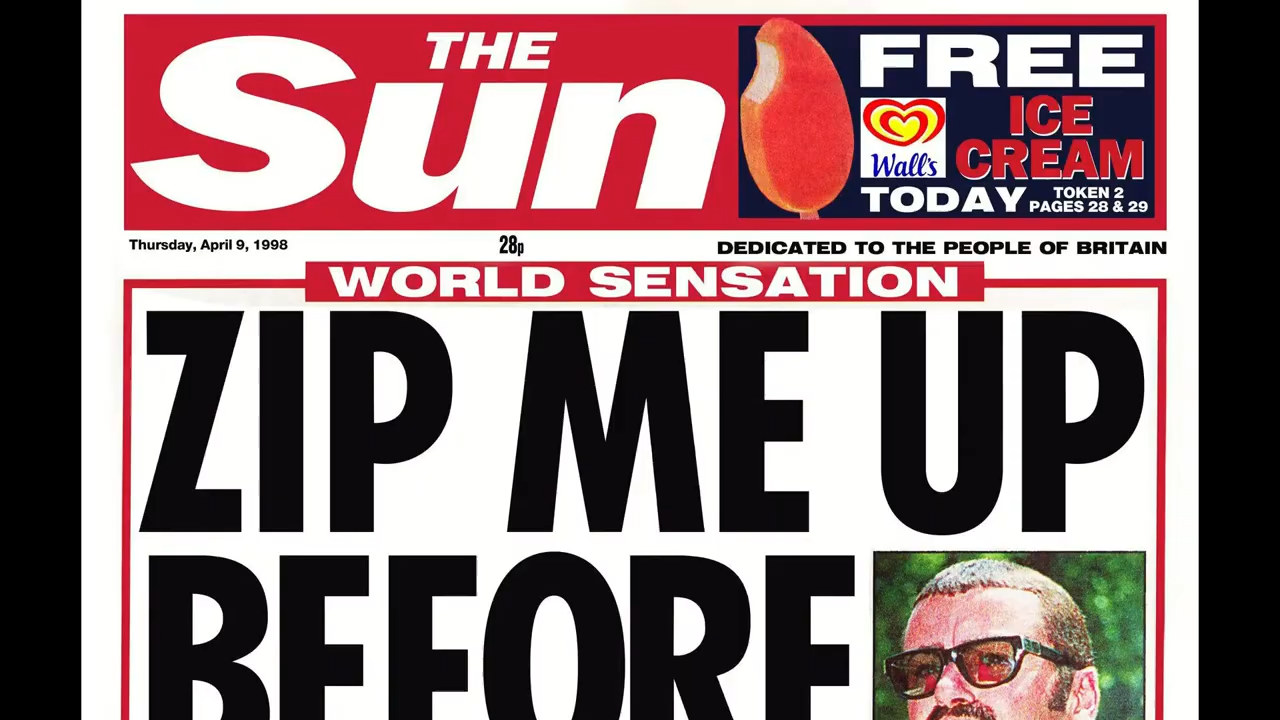 THE
Sun
FREE
Wall's
ICE
CREAM
TODAY
TOKEN 2
PAGES 28 & 29
Thursday, April 9, 1998
28p
DEDICATED TO THE PEOPLE OF BRITAIN
WORLD SENSATION
ZIP ME UP
BEFORE